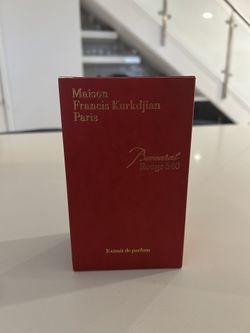 Maison
Francis Kurkdjian
Paris
Baccarat
Rouge 540
Extrait de parfum